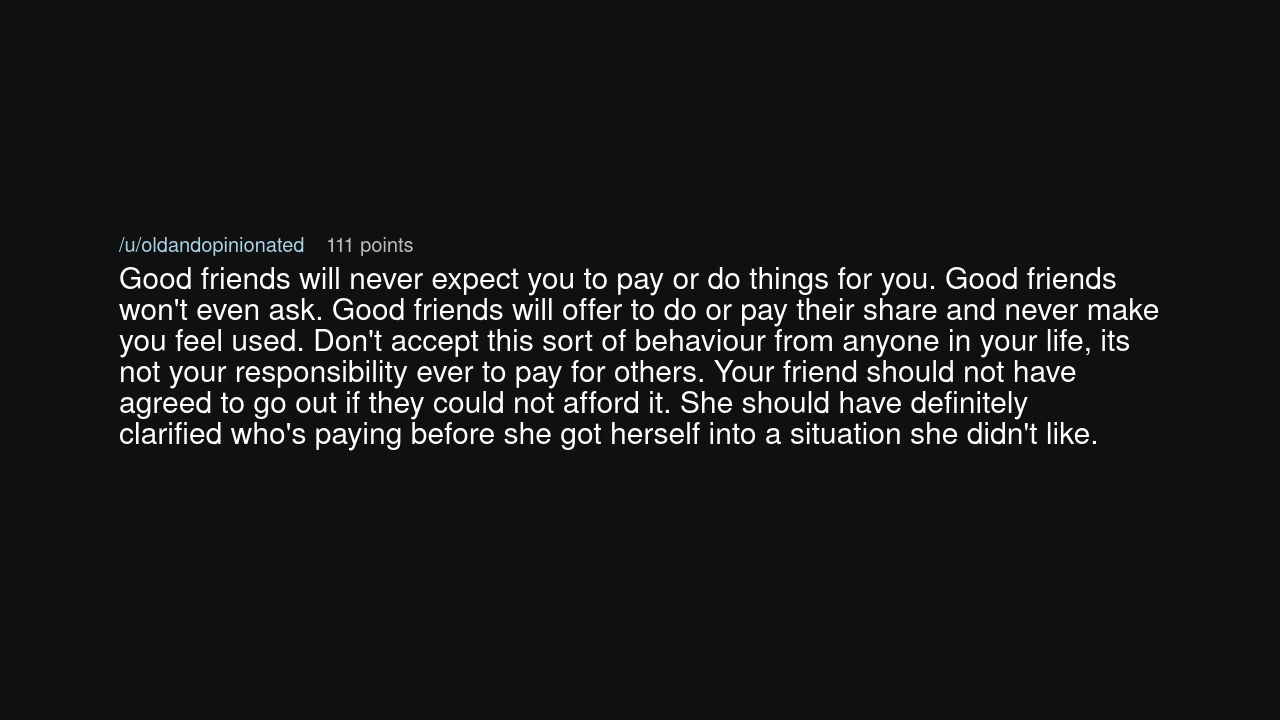 /u/oldandopinionated 111 points
Good friends will never expect you to pay or do things for you. Good friends
won't even ask. Good friends will offer to do or pay their share and never make
you feel used. Don't accept this sort of behaviour from anyone in your life, its
not your responsibility ever to pay for others. Your friend should not have
agreed to go out if they could not afford it. She should have definitely
clarified who's paying before she got herself into a situation she didn't like.